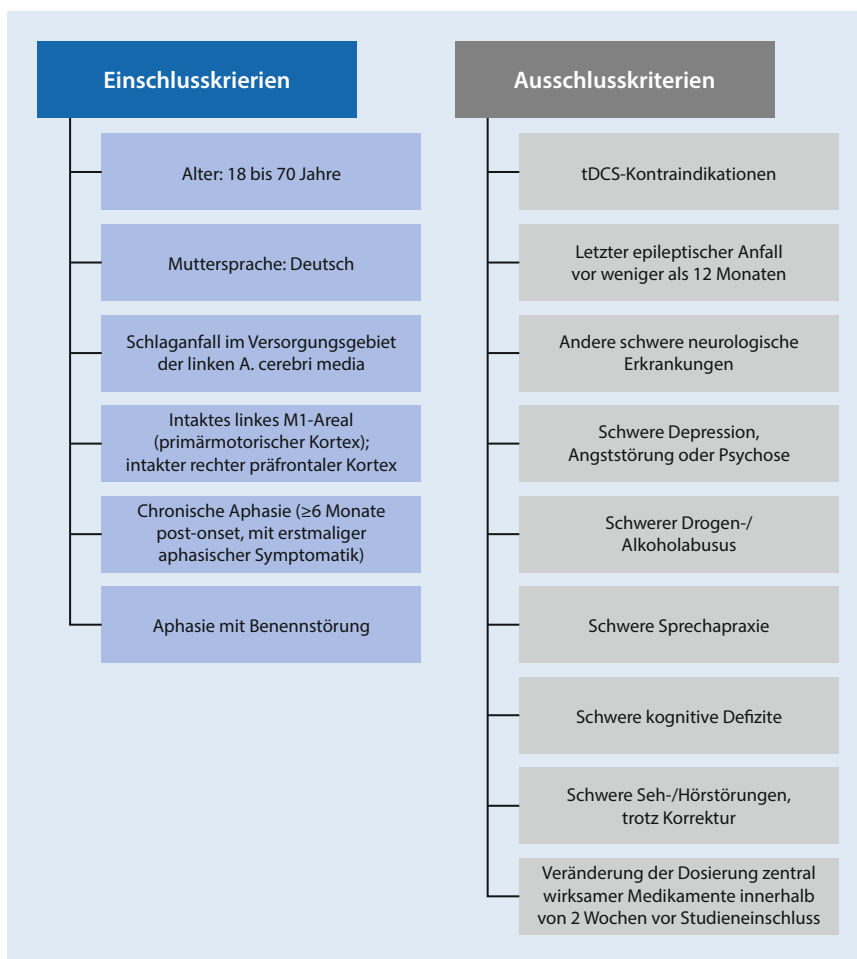 Einschlusskrierien
Alter: 18 bis 70 Jahre
Muttersprache: Deutsch
Schlaganfall im Versorgungsgebiet
der linken A. cerebri media
Intaktes linkes M1-Areal
(primärmotorischer Kortex);
intakter rechter präfrontaler Kortex
Chronische Aphasie (≥6 Monate
post-onset, mit erstmaliger
aphasischer Symptomatik)
Aphasie mit Benennstörung
Ausschlusskriterien
tDCS-Kontraindikationen
Letzter epileptischer Anfall
vor weniger als 12 Monaten
Andere schwere neurologische
Erkrankungen
Schwere Depression,
Angststörung oder Psychose
Schwerer Drogen-/
Alkoholabusus
Schwere Sprechapraxie
Schwere kognitive Defizite
Schwere Seh-/Hörstörungen,
trotz Korrektur
Veränderung der Dosierung zentral
wirksamer Medikamente innerhalb
von 2 Wochen vor Studieneinschluss